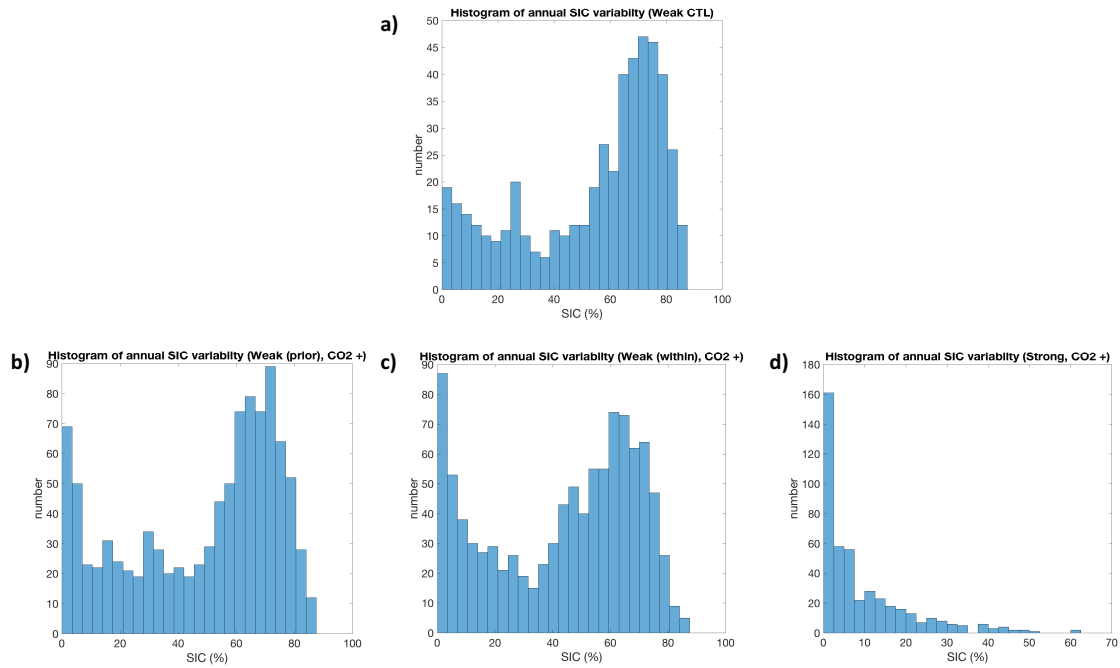 a)
Histogram of annual SIC variabilty (Weak CTL)
50
45
40
35
30
25
20
15
10
5
0
number
0 20 40 60 80 100
SIC (%)
b)
Histogram of annual SIC variabilty (Weak (prior), CO2 +)
90
80
70
60
50
40
30
20
10
0
number
0 20 40 60 80 100
SIC (%)
c)
Histogram of annual SIC variabilty (Weak (within), CO2 +)
90
80
70
60
50
40
30
20
10
0
number
0 20 40 60 80 100
SIC (%)
d)
Histogram of annual SIC variabilty (Strong, CO2 +)
180
160
140
120
100
80
60
40
20
0
number
0 10 20 30 40 50 60 70
SIC (%)